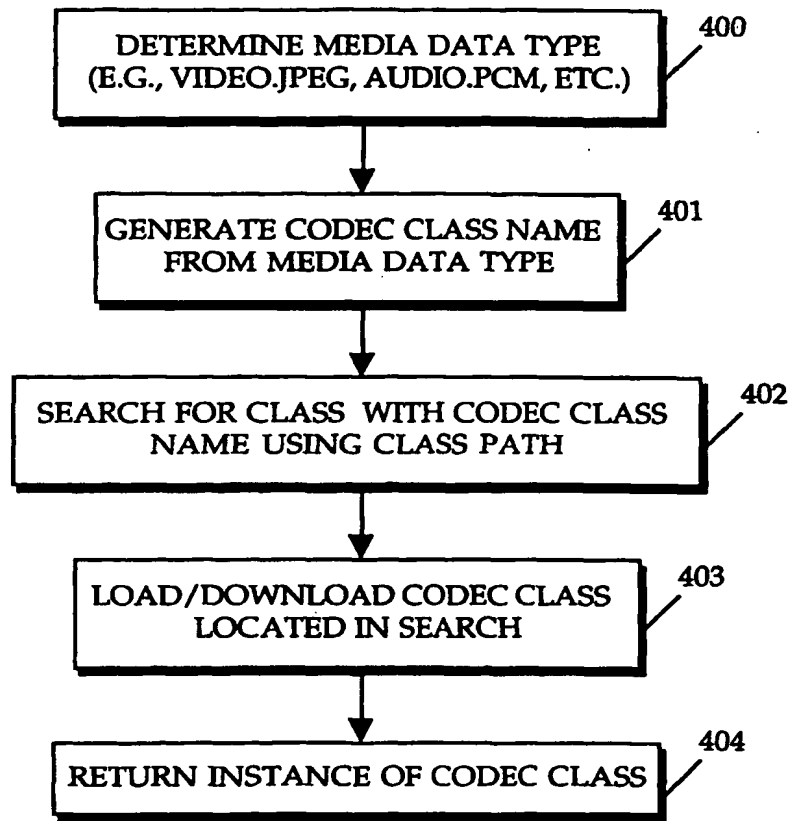 DETERMINE MEDIA DATA TYPE
(E.G., VIDEO.JPEG, AUDIO.PCM, ETC.)
400
GENERATE CODEC CLASS NAME
FROM MEDIA DATA TYPE
401
SEARCH FOR CLASS WITH CODEC CLASS
NAME USING CLASS PATH
402
LOAD/DOWNLOAD CODEC CLASS
LOCATED IN SEARCH
403
RETURN INSTANCE OF CODEC CLASS
404